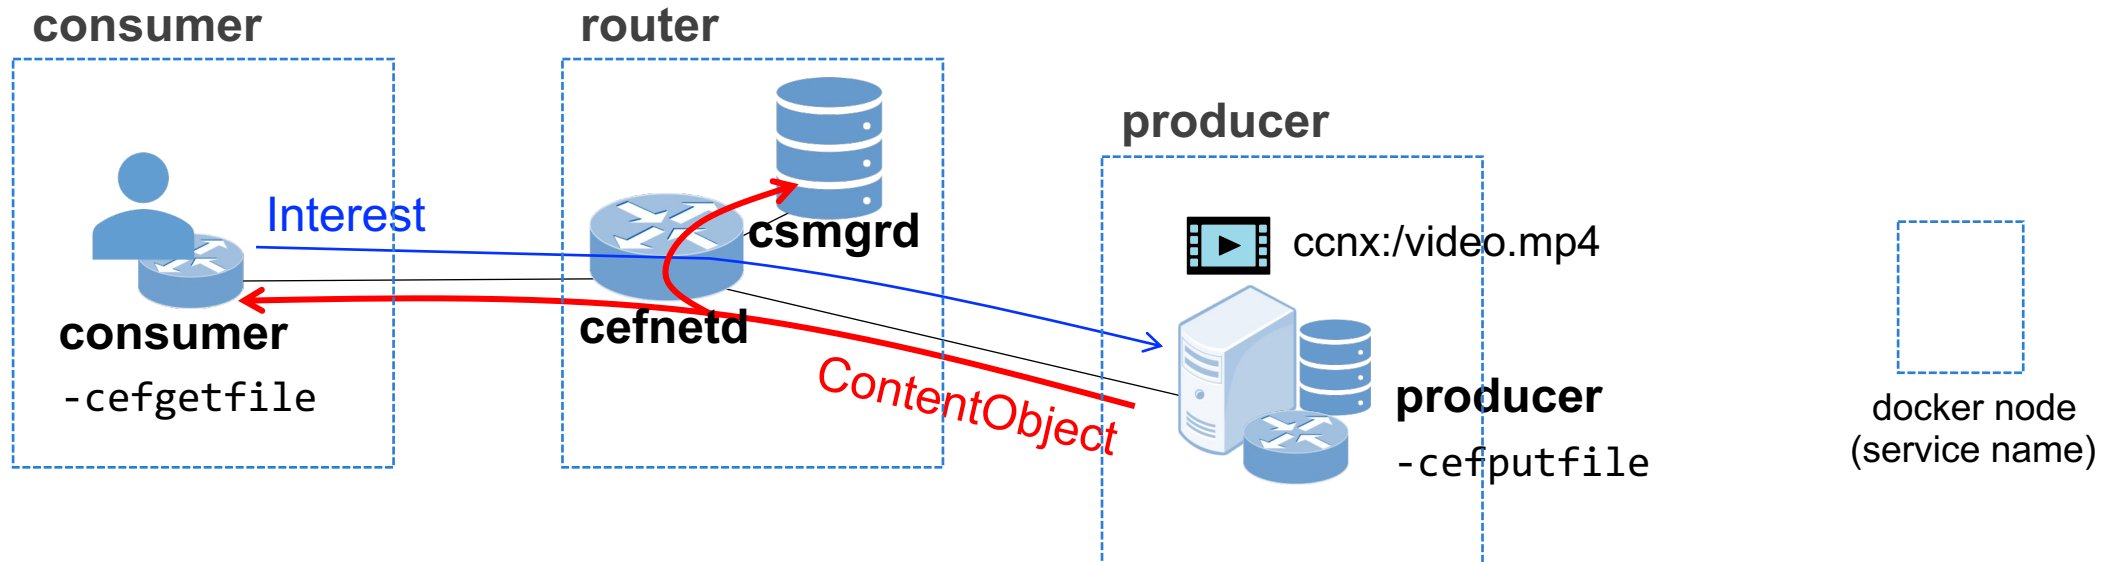 consumer
router
producer
Interest
csmgrd
ccnx:/video.mp4
consumer
-cefgetfile
cefnetd
ContentObject
producer
-cefputfile
docker node
(service name)